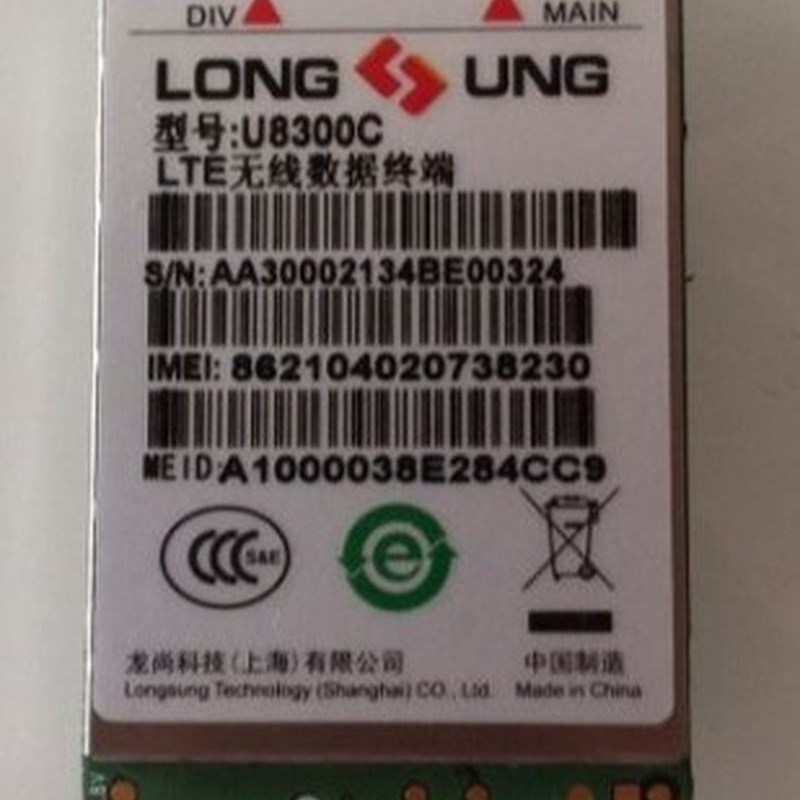 DIV MAIN
LONG UNG
型号:U8300C
LTE无线数据终端
S/N:AA30002134BE00324
IMEI: 862104020738230
MEID:A1000038E284CC9
CCC S&E e
龙尚科技(上海)有限公司 中国制造
Longsung Technology (Shanghai) CO., Ltd. Made in China